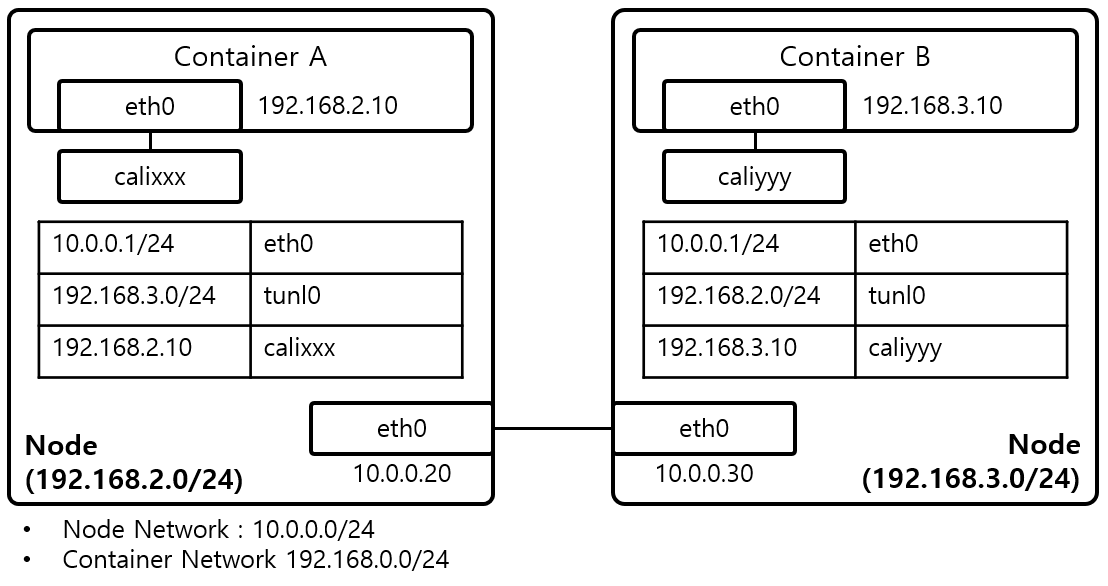 Container A
eth0 192.168.2.10
calixxx
10.0.0.1/24 eth0
192.168.3.0/24 tunl0
192.168.2.10 calixxx
eth0
Node
(192.168.2.0/24) 10.0.0.20
Container B
eth0 192.168.3.10
caliyyy
10.0.0.1/24 eth0
192.168.2.0/24 tunl0
192.168.3.10 caliyyy
eth0
Node
10.0.0.30 (192.168.3.0/24)
• Node Network : 10.0.0.0/24
• Container Network 192.168.0.0/24